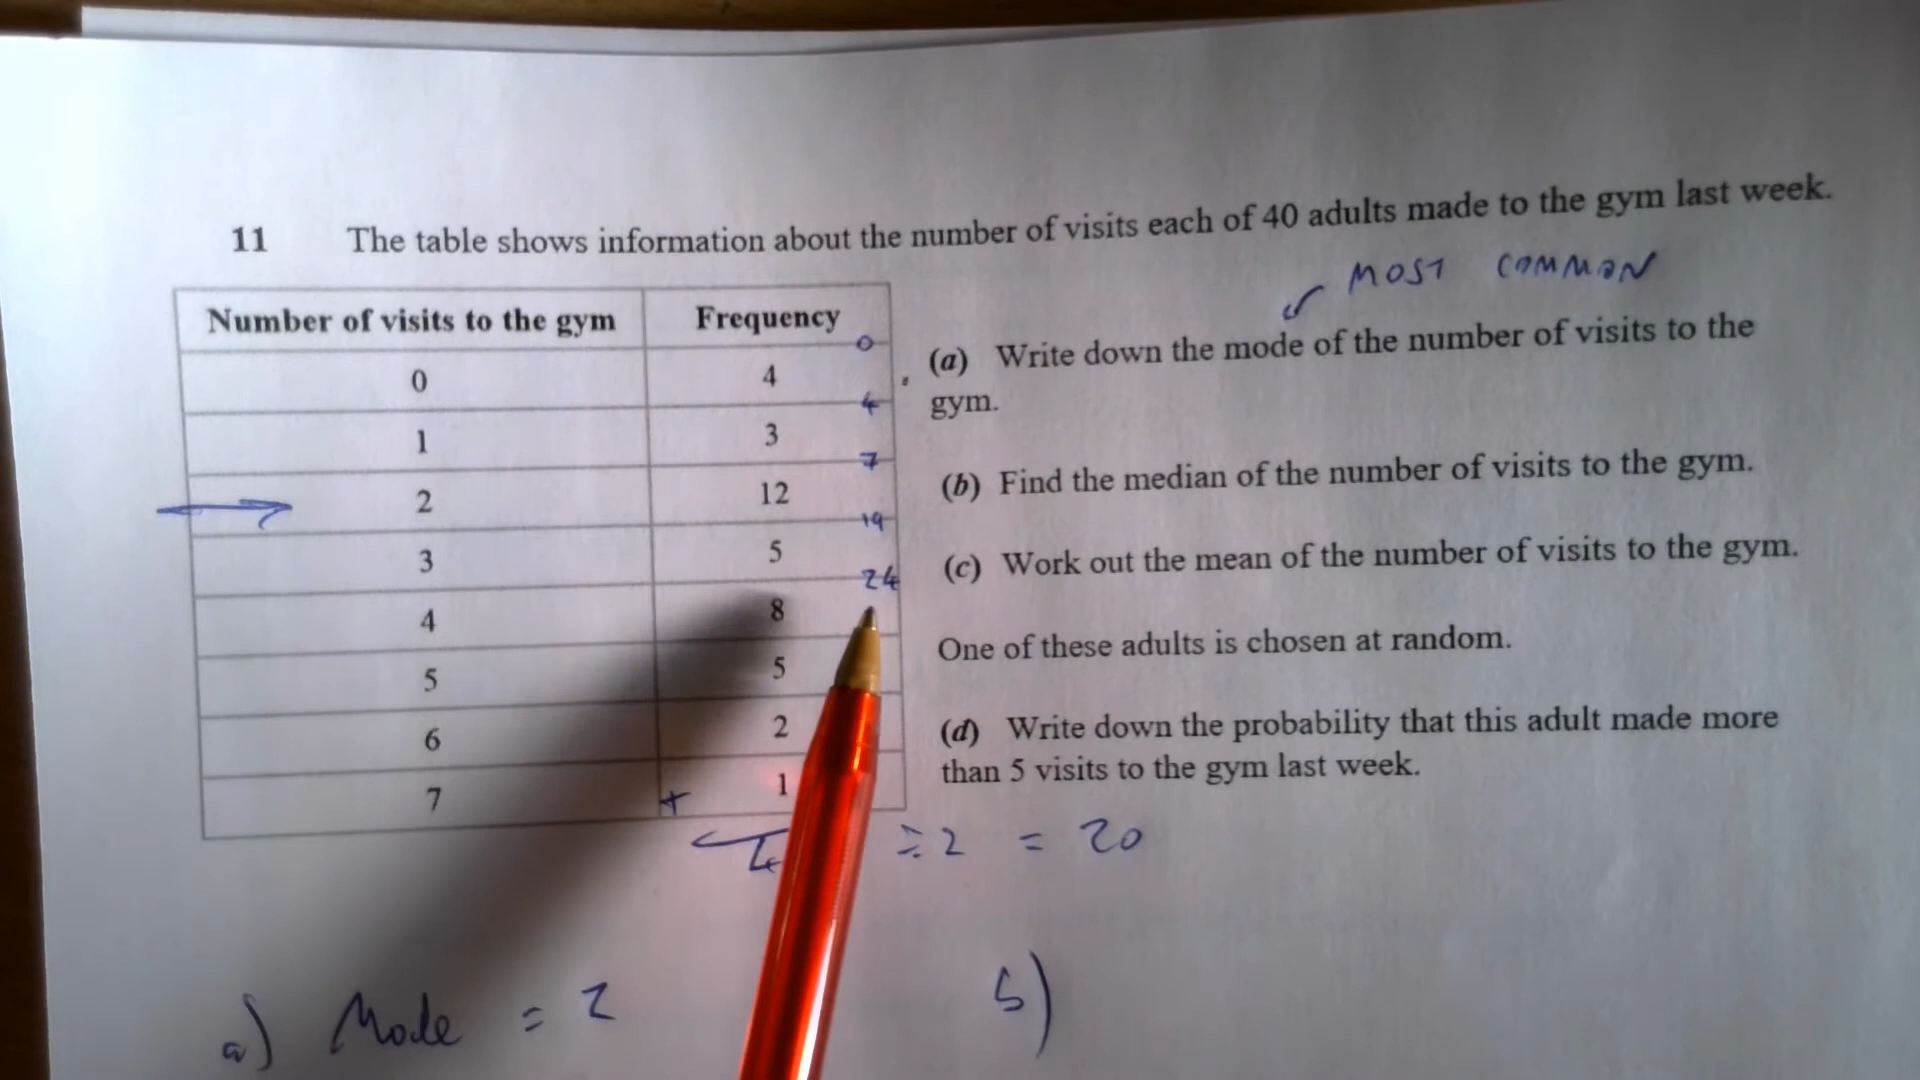 11 The table shows information about the number of visits each of 40 adults made to the gym last week.
MOST COMMON
Number of visits to the gym Frequency
0
0 4
4
1 3
7
2 12
19
3 5
24
4 8
5 5
6 2
7 1
+
÷ 2 = 20
(a) Write down the mode of the number of visits to the
gym.
(b) Find the median of the number of visits to the gym.
(c) Work out the mean of the number of visits to the gym.
One of these adults is chosen at random.
(d) Write down the probability that this adult made more
than 5 visits to the gym last week.
a) Mode = 2
b)